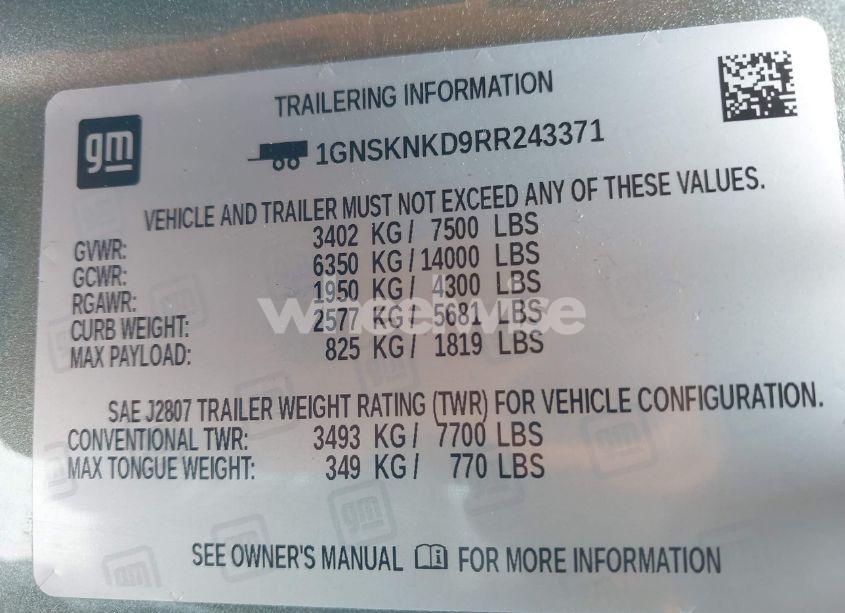 TRAILERING INFORMATION
gm
1GNSKNKD9RR243371
VEHICLE AND TRAILER MUST NOT EXCEED ANY OF THESE VALUES.
GVWR: 3402 KG/ 7500 LBS
GCWR: 6350 KG/14000 LBS
RGAWR: 1950 KG/ 4300 LBS
CURB WEIGHT: 2577 KG/ 5681 LBS
MAX PAYLOAD: 825 KG/ 1819 LBS
wheelwise
SAE J2807 TRAILER WEIGHT RATING (TWR) FOR VEHICLE CONFIGURATION.
CONVENTIONAL TWR: 3493 KG/ 7700 LBS
MAX TONGUE WEIGHT: 349 KG/ 770 LBS
SEE OWNER'S MANUAL FOR MORE INFORMATION